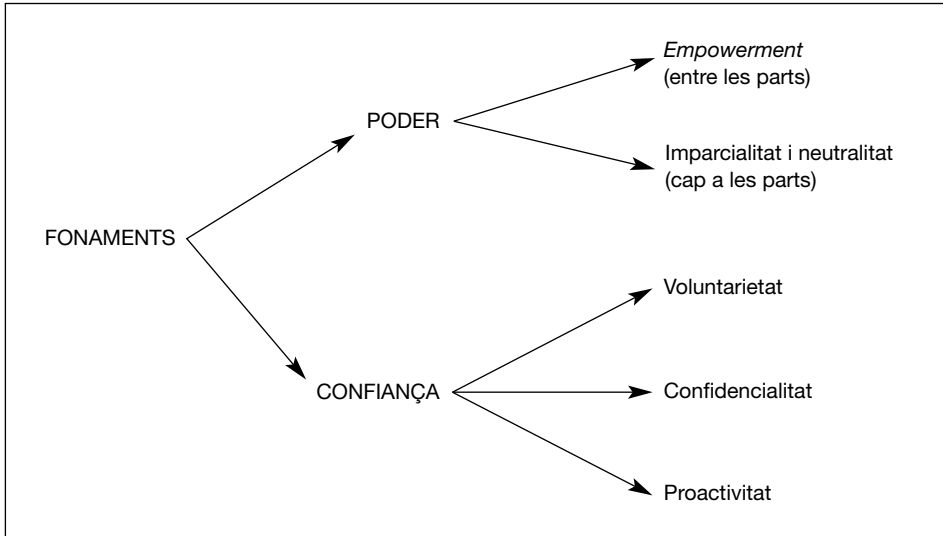 Empowerment
(entre les parts)
PODER
Imparcialitat i neutralitat
(cap a les parts)
FONAMENTS
Voluntarietat
CONFIANÇA
Confidencialitat
Proactivitat